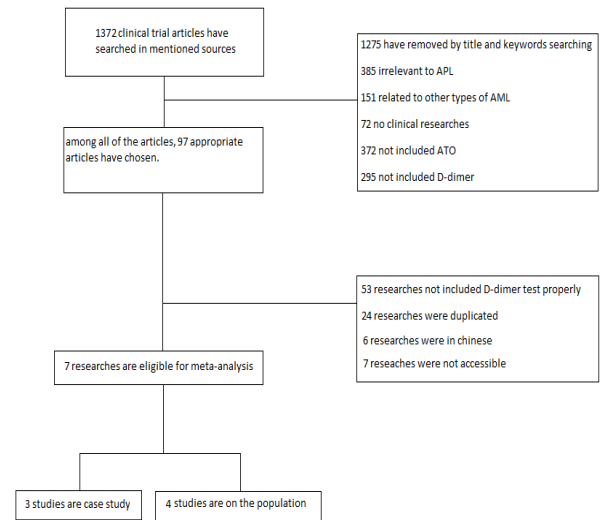 1372 clinical trial articles have
searched in mentioned sources
1275 have removed by title and keywords searching
385 irrelevant to APL
151 related to other types of AML
72 no clinical researches
372 not included ATO
295 not included D-dimer
among all of the articles, 97 appropriate
articles have chosen.
53 researches not included D-dimer test properly
24 researches were duplicated
6 researches were in chinese
7 reseaches were not accessible
7 researches are eligible for meta-analysis
3 studies are case study
4 studies are on the population